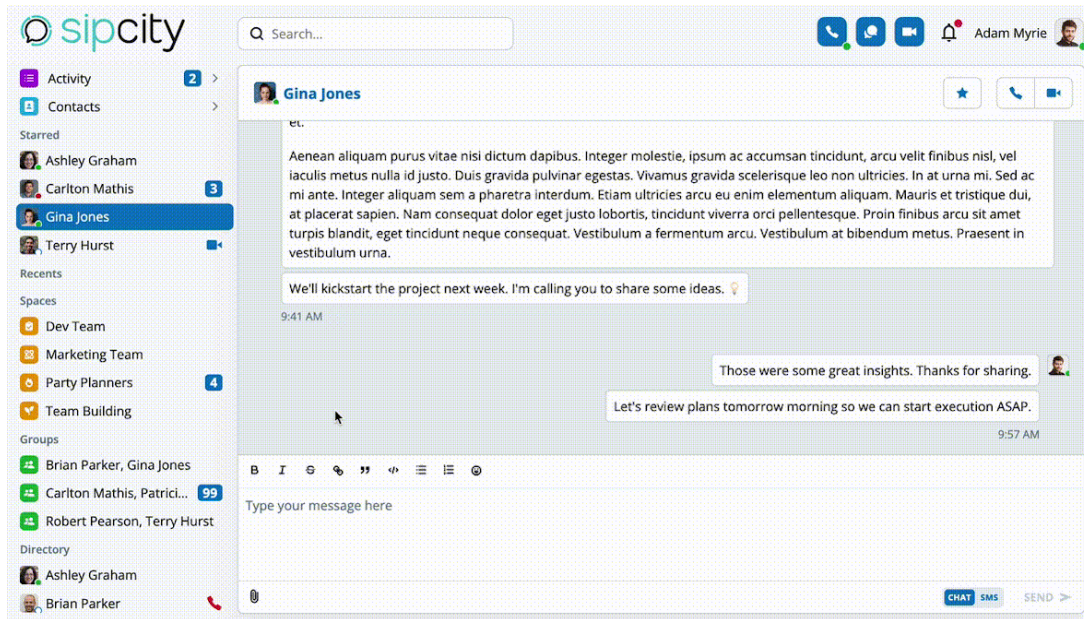 sipcity
Search...
Adam Myrie
Activity 2
Contacts
Starred
Ashley Graham
Carlton Mathis 3
Gina Jones
Terry Hurst
Recents
Spaces
Dev Team
Marketing Team
Party Planners 4
Team Building
Groups
Brian Parker, Gina Jones
Carlton Mathis, Patrici... 99
Robert Pearson, Terry Hurst
Directory
Ashley Graham
Brian Parker
Gina Jones
et.
Aenean aliquam purus vitae nisi dictum dapibus. Integer molestie, ipsum ac accumsan tincidunt, arcu velit finibus nisl, vel
iaculis metus nulla id justo. Duis gravida pulvinar egestas. Vivamus gravida scelerisque leo non ultricies. In at urna mi. Sed ac
mi ante. Integer aliquam sem a pharetra interdum. Etiam ultricies arcu eu enim elementum aliquam. Mauris et tristique dui,
at placerat sapien. Nam consequat dolor eget justo lobortis, tincidunt viverra orci pellentesque. Proin finibus arcu sit amet
turpis blandit, eget tincidunt neque consequat. Vestibulum a fermentum arcu. Vestibulum at bibendum metus. Praesent in
vestibulum urna.
We'll kickstart the project next week. I'm calling you to share some ideas. 💡
9:41 AM
Those were some great insights. Thanks for sharing.
Let's review plans tomorrow morning so we can start execution ASAP.
9:57 AM
B I S
Type your message here
CHAT SMS SEND